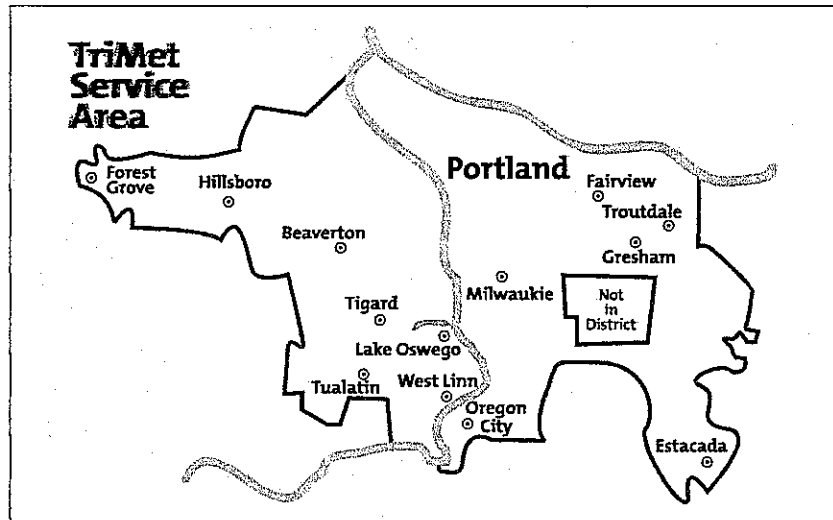 TriMet
Service
Area
Portland
Forest
Grove
Hillsboro
Fairview
Troutdale
Beaverton
Gresham
Milwaukie
Not
in
District
Tigard
Lake Oswego
Tualatin
West Linn
Oregon
City
Estacada